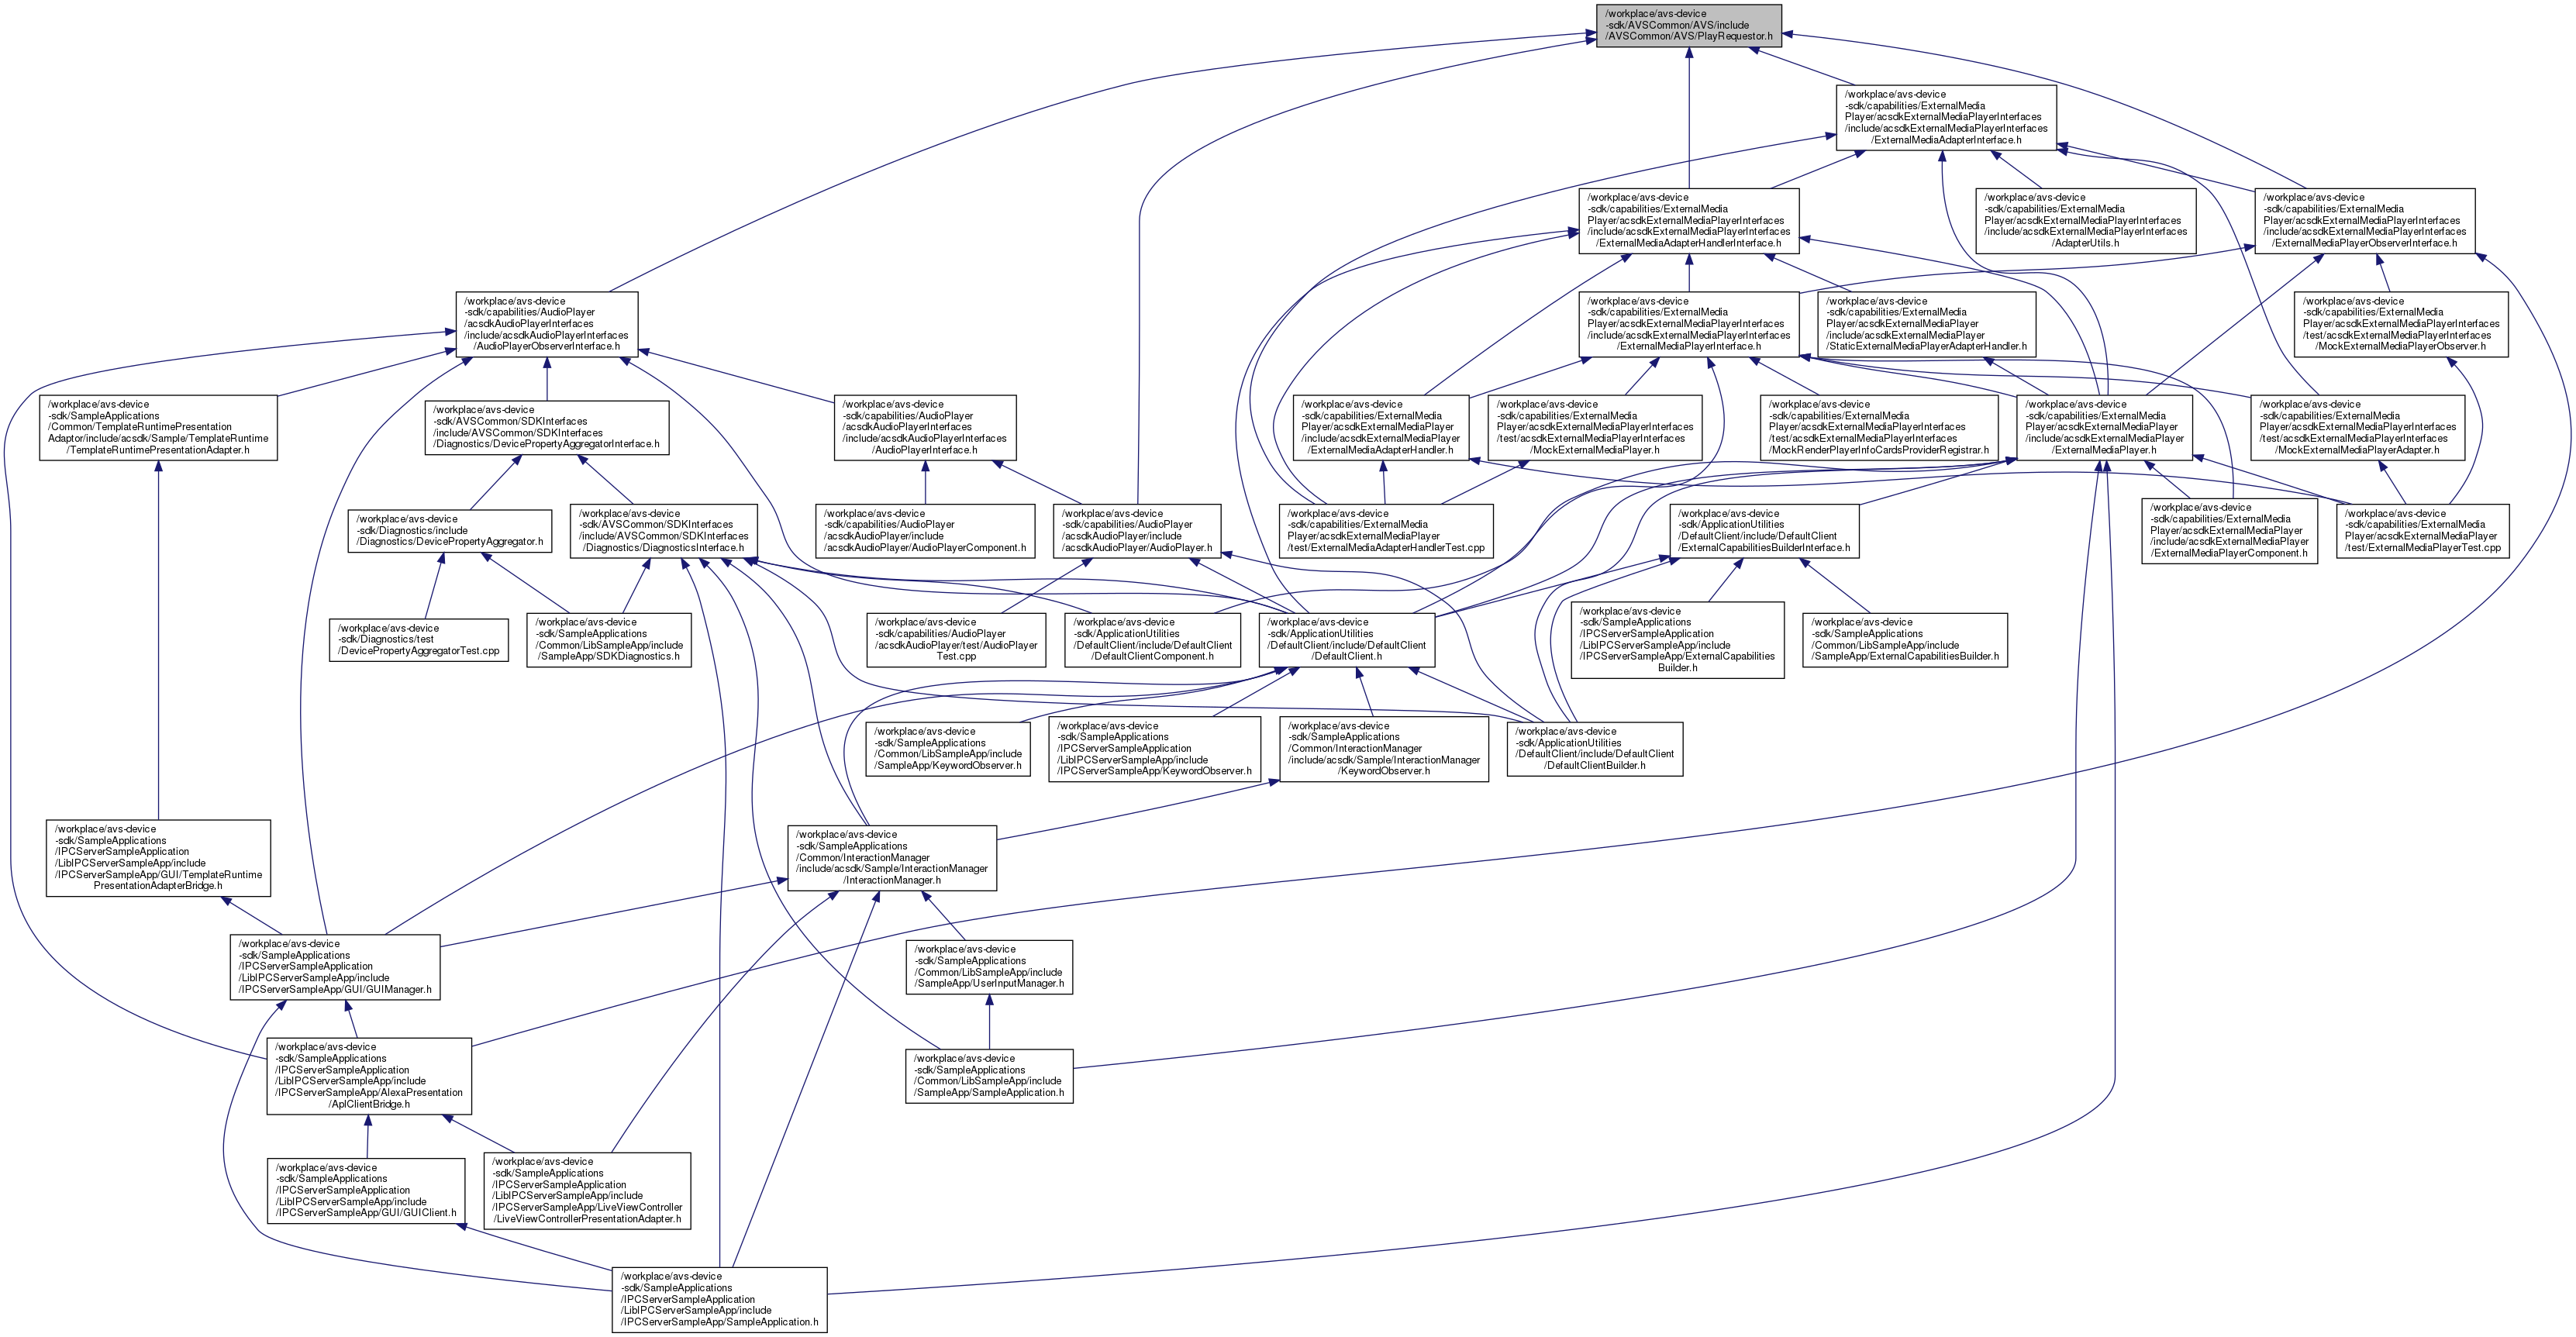 /workplace/avs-device
-sdk/AVSCommon/AVS/include
/AVSCommon/AVS/PlayRequestor.h
/workplace/avs-device
-sdk/capabilities/ExternalMedia
Player/acsdkExternalMediaPlayerInterfaces
/include/acsdkExternalMediaPlayerInterfaces
/ExternalMediaAdapterInterface.h
/workplace/avs-device
-sdk/capabilities/ExternalMedia
Player/acsdkExternalMediaPlayerInterfaces
/include/acsdkExternalMediaPlayerInterfaces
/ExternalMediaAdapterHandlerInterface.h
/workplace/avs-device
-sdk/capabilities/ExternalMedia
Player/acsdkExternalMediaPlayerInterfaces
/include/acsdkExternalMediaPlayerInterfaces
/AdapterUtils.h
/workplace/avs-device
-sdk/capabilities/ExternalMedia
Player/acsdkExternalMediaPlayerInterfaces
/include/acsdkExternalMediaPlayerInterfaces
/ExternalMediaPlayerObserverInterface.h
/workplace/avs-device
-sdk/capabilities/AudioPlayer
/acsdkAudioPlayerInterfaces
/include/acsdkAudioPlayerInterfaces
/AudioPlayerObserverInterface.h
/workplace/avs-device
-sdk/capabilities/ExternalMedia
Player/acsdkExternalMediaPlayerInterfaces
/include/acsdkExternalMediaPlayerInterfaces
/ExternalMediaPlayerInterface.h
/workplace/avs-device
-sdk/capabilities/ExternalMedia
Player/acsdkExternalMediaPlayer
/include/acsdkExternalMediaPlayer
/StaticExternalMediaPlayerAdapterHandler.h
/workplace/avs-device
-sdk/capabilities/ExternalMedia
Player/acsdkExternalMediaPlayerInterfaces
/test/acsdkExternalMediaPlayerInterfaces
/MockExternalMediaPlayerObserver.h
/workplace/avs-device
-sdk/SampleApplications
/Common/TemplateRuntimePresentation
Adaptor/include/acsdk/Sample/TemplateRuntime
/TemplateRuntimePresentationAdapter.h
/workplace/avs-device
-sdk/AVSCommon/SDKInterfaces
/include/AVSCommon/SDKInterfaces
/Diagnostics/DevicePropertyAggregatorInterface.h
/workplace/avs-device
-sdk/capabilities/AudioPlayer
/acsdkAudioPlayerInterfaces
/include/acsdkAudioPlayerInterfaces
/AudioPlayerInterface.h
/workplace/avs-device
-sdk/capabilities/ExternalMedia
Player/acsdkExternalMediaPlayer
/include/acsdkExternalMediaPlayer
/ExternalMediaAdapterHandler.h
/workplace/avs-device
-sdk/capabilities/ExternalMedia
Player/acsdkExternalMediaPlayerInterfaces
/test/acsdkExternalMediaPlayerInterfaces
/MockExternalMediaPlayer.h
/workplace/avs-device
-sdk/capabilities/ExternalMedia
Player/acsdkExternalMediaPlayerInterfaces
/test/acsdkExternalMediaPlayerInterfaces
/MockRenderPlayerInfoCardsProviderRegistrar.h
/workplace/avs-device
-sdk/capabilities/ExternalMedia
Player/acsdkExternalMediaPlayer
/include/acsdkExternalMediaPlayer
/ExternalMediaPlayer.h
/workplace/avs-device
-sdk/capabilities/ExternalMedia
Player/acsdkExternalMediaPlayerInterfaces
/test/acsdkExternalMediaPlayerInterfaces
/MockExternalMediaPlayerAdapter.h
/workplace/avs-device
-sdk/Diagnostics/include
/Diagnostics/DevicePropertyAggregator.h
/workplace/avs-device
-sdk/AVSCommon/SDKInterfaces
/include/AVSCommon/SDKInterfaces
/Diagnostics/DiagnosticsInterface.h
/workplace/avs-device
-sdk/capabilities/AudioPlayer
/acsdkAudioPlayer/include
/acsdkAudioPlayer/AudioPlayerComponent.h
/workplace/avs-device
-sdk/capabilities/AudioPlayer
/acsdkAudioPlayer/include
/acsdkAudioPlayer/AudioPlayer.h
/workplace/avs-device
-sdk/capabilities/ExternalMedia
Player/acsdkExternalMediaPlayer
/test/ExternalMediaAdapterHandlerTest.cpp
/workplace/avs-device
-sdk/ApplicationUtilities
/DefaultClient/include/DefaultClient
/ExternalCapabilitiesBuilderInterface.h
/workplace/avs-device
-sdk/capabilities/ExternalMedia
Player/acsdkExternalMediaPlayer
/include/acsdkExternalMediaPlayer
/ExternalMediaPlayerComponent.h
/workplace/avs-device
-sdk/capabilities/ExternalMedia
Player/acsdkExternalMediaPlayer
/test/ExternalMediaPlayerTest.cpp
/workplace/avs-device
-sdk/Diagnostics/test
/DevicePropertyAggregatorTest.cpp
/workplace/avs-device
-sdk/SampleApplications
/Common/LibSampleApp/include
/SampleApp/SDKDiagnostics.h
/workplace/avs-device
-sdk/capabilities/AudioPlayer
/acsdkAudioPlayer/test/AudioPlayer
Test.cpp
/workplace/avs-device
-sdk/ApplicationUtilities
/DefaultClient/include/DefaultClient
/DefaultClientComponent.h
/workplace/avs-device
-sdk/ApplicationUtilities
/DefaultClient/include/DefaultClient
/DefaultClient.h
/workplace/avs-device
-sdk/SampleApplications
/IPCServerSampleApplication
/LibIPCServerSampleApp/include
/IPCServerSampleApp/ExternalCapabilities
Builder.h
/workplace/avs-device
-sdk/SampleApplications
/Common/LibSampleApp/include
/SampleApp/ExternalCapabilitiesBuilder.h
/workplace/avs-device
-sdk/SampleApplications
/Common/LibSampleApp/include
/SampleApp/KeywordObserver.h
/workplace/avs-device
-sdk/SampleApplications
/IPCServerSampleApplication
/LibIPCServerSampleApp/include
/IPCServerSampleApp/KeywordObserver.h
/workplace/avs-device
-sdk/SampleApplications
/Common/InteractionManager
/include/acsdk/Sample/InteractionManager
/KeywordObserver.h
/workplace/avs-device
-sdk/ApplicationUtilities
/DefaultClient/include/DefaultClient
/DefaultClientBuilder.h
/workplace/avs-device
-sdk/SampleApplications
/IPCServerSampleApplication
/LibIPCServerSampleApp/include
/IPCServerSampleApp/GUI/TemplateRuntime
PresentationAdapterBridge.h
/workplace/avs-device
-sdk/SampleApplications
/Common/InteractionManager
/include/acsdk/Sample/InteractionManager
/InteractionManager.h
/workplace/avs-device
-sdk/SampleApplications
/IPCServerSampleApplication
/LibIPCServerSampleApp/include
/IPCServerSampleApp/GUI/GUIManager.h
/workplace/avs-device
-sdk/SampleApplications
/Common/LibSampleApp/include
/SampleApp/UserInputManager.h
/workplace/avs-device
-sdk/SampleApplications
/IPCServerSampleApplication
/LibIPCServerSampleApp/include
/IPCServerSampleApp/AlexaPresentation
/AplClientBridge.h
/workplace/avs-device
-sdk/SampleApplications
/Common/LibSampleApp/include
/SampleApp/SampleApplication.h
/workplace/avs-device
-sdk/SampleApplications
/IPCServerSampleApplication
/LibIPCServerSampleApp/include
/IPCServerSampleApp/GUI/GUIClient.h
/workplace/avs-device
-sdk/SampleApplications
/IPCServerSampleApplication
/LibIPCServerSampleApp/include
/IPCServerSampleApp/LiveViewController
/LiveViewControllerPresentationAdapter.h
/workplace/avs-device
-sdk/SampleApplications
/IPCServerSampleApplication
/LibIPCServerSampleApp/include
/IPCServerSampleApp/SampleApplication.h